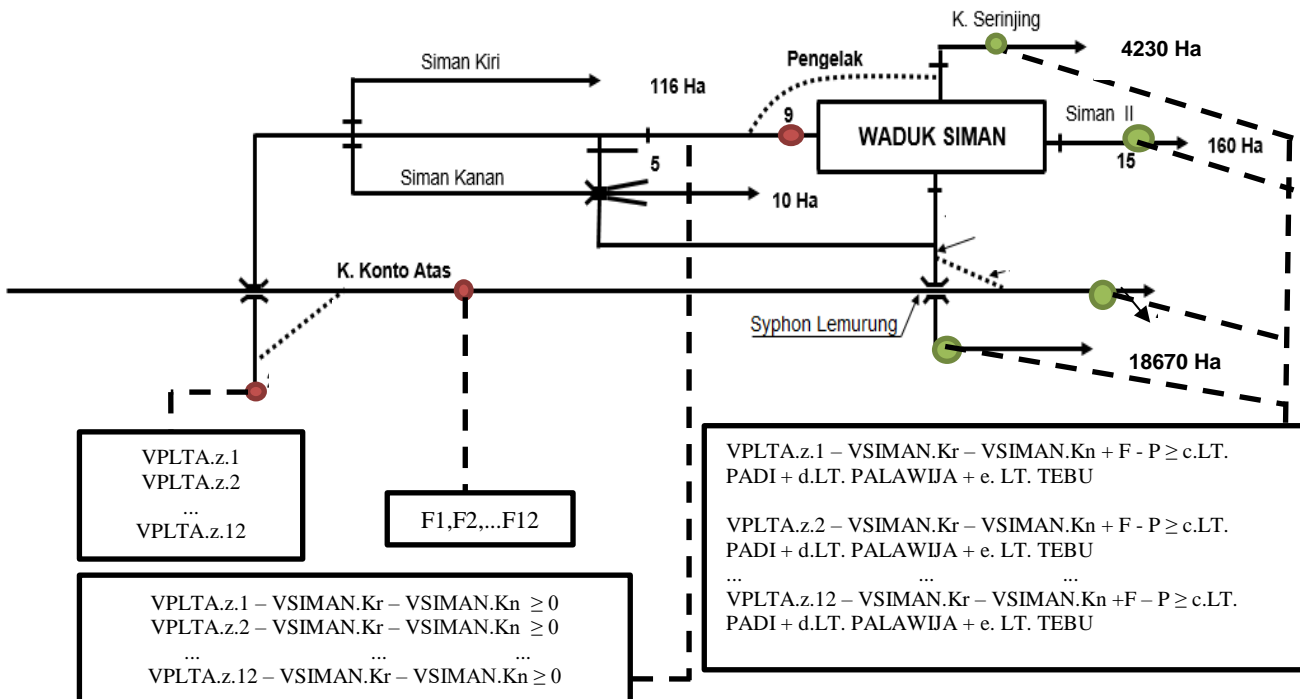 K. Serinjing
4230 Ha
Siman Kiri
Pengelak
116 Ha
9
WADUK SIMAN
Siman II
160 Ha
15
5
Siman Kanan
10 Ha
K. Konto Atas
Syphon Lemurung
18670 Ha
VPLTA.z.1
VPLTA.z.2
...
VPLTA.z.12
F1,F2,...F12
VPLTA.z.1 – VSIMAN.Kr – VSIMAN.Kn ≥ 0
VPLTA.z.2 – VSIMAN.Kr – VSIMAN.Kn ≥ 0
... ... ...
VPLTA.z.12 – VSIMAN.Kr – VSIMAN.Kn ≥ 0
VPLTA.z.1 – VSIMAN.Kr – VSIMAN.Kn + F - P ≥ c.LT.
PADI + d.LT. PALAWIJA + e. LT. TEBU
VPLTA.z.2 – VSIMAN.Kr – VSIMAN.Kn + F - P ≥ c.LT.
PADI + d.LT. PALAWIJA + e. LT. TEBU
... ... ...
VPLTA.z.12 – VSIMAN.Kr – VSIMAN.Kn +F – P ≥ c.LT.
PADI + d.LT. PALAWIJA + e. LT. TEBU